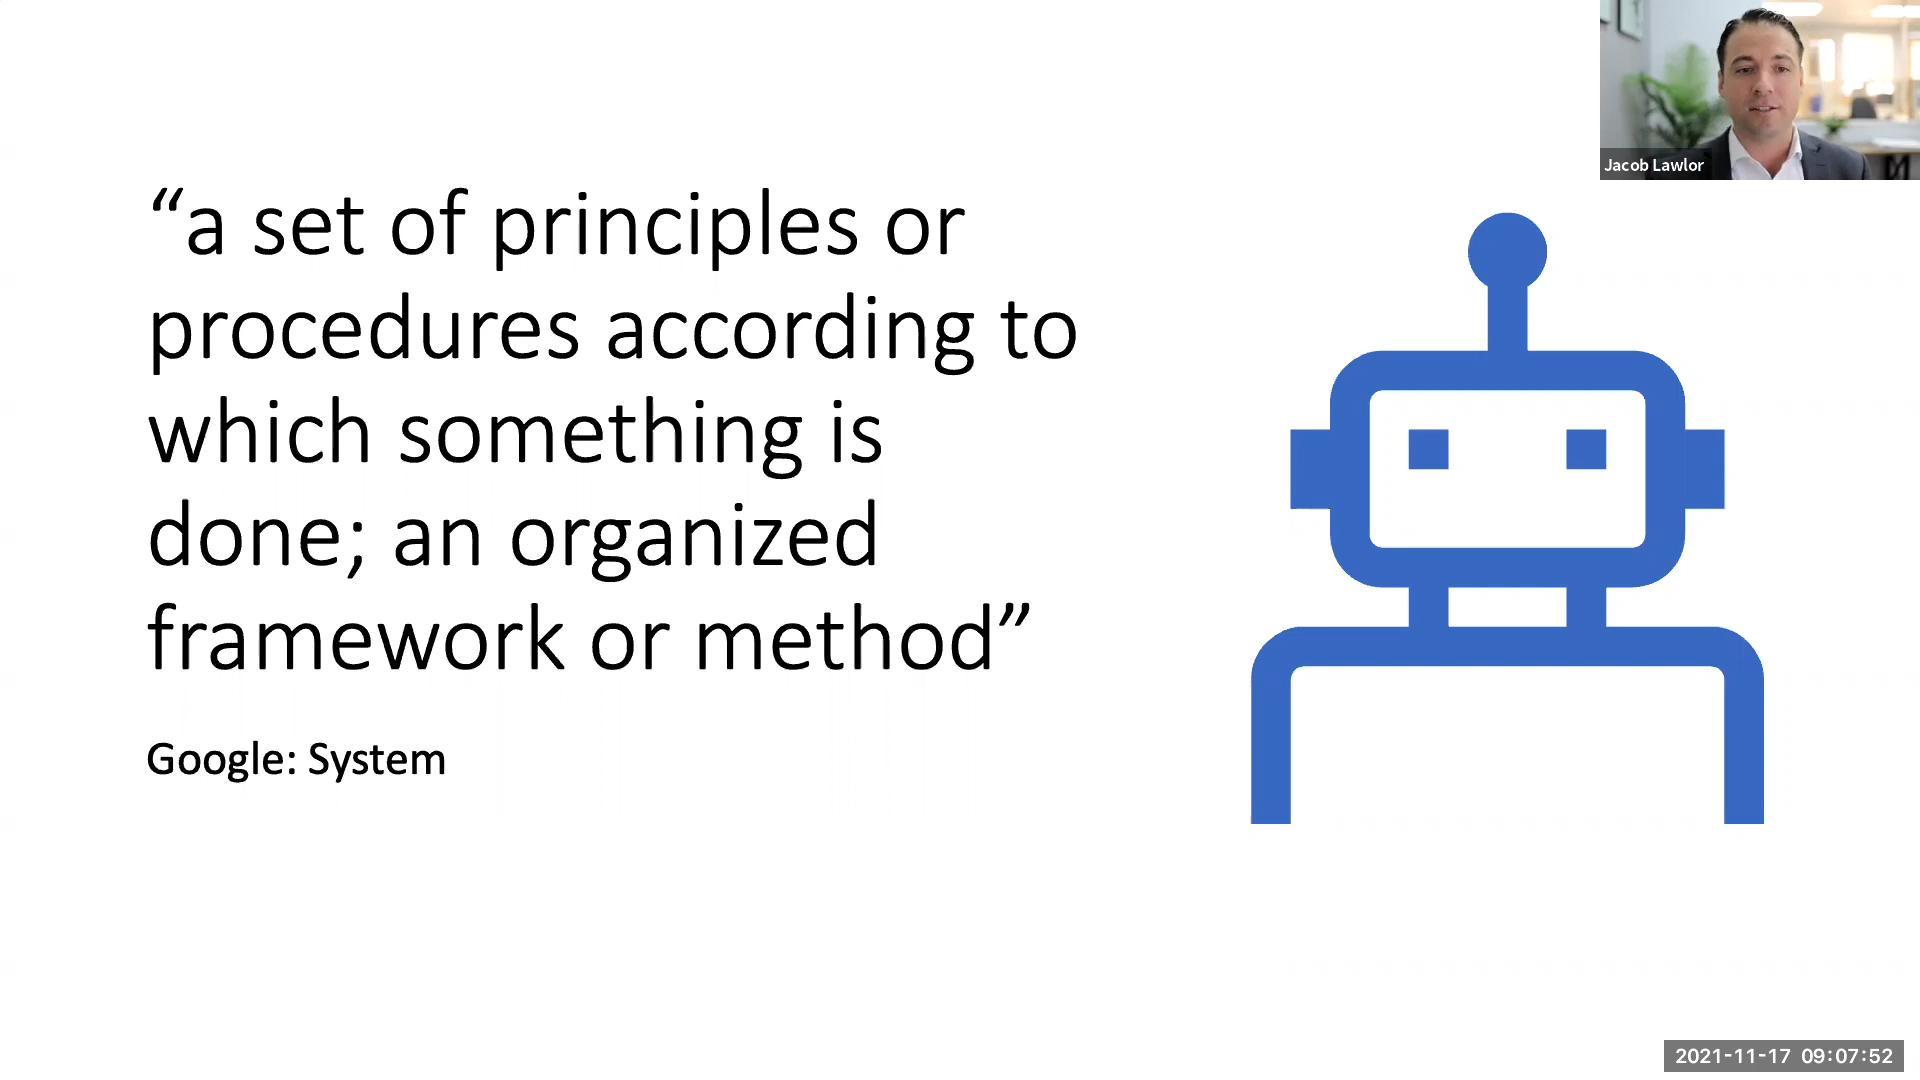 Jacob Lawlor
“a set of principles or
procedures according to
which something is
done; an organized
framework or method”
Google: System
2021-11-17 09:07:52